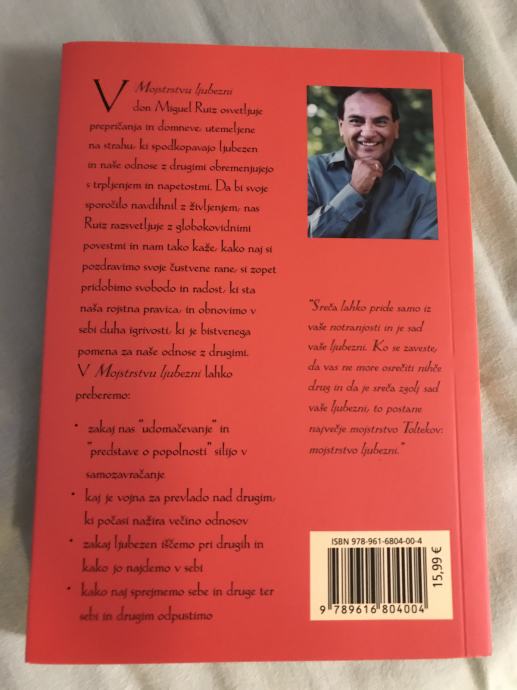 V Mojstrstvu ljubezni
don Miguel Ruiz osvetljuje
prepričanja in domneve, utemeljene
na strahu, ki spodkopavajo ljubezen
in naše odnose z drugimi obremenjujejo
s trpljenjem in napetostmi. Da bi svoje
sporočilo navdihnil z življenjem, nas
Ruiz razsvetljuje z globokovidnimi
povestmi in nam tako kaže, kako naj si
pozdravimo svoje čustvene rane, si zopet
pridobimo svobodo in radost, ki sta
naša rojstna pravica, in obnovimo v
sebi duha igrivosti, ki je bistvenega
pomena za naše odnose z drugimi.
V Mojstrstvu ljubezni lahko
preberemo:
• zakaj nas "udomačevanje" in
"predstave o popolnosti" silijo v
samozavračanje
• kaj je vojna za prevlado nad drugim,
ki počasi nažira večino odnosov
• zakaj ljubezen iščemo pri drugih in
kako jo najdemo v sebi
• kako naj sprejmemo sebe in druge ter
sebi in drugim odpustimo
"Sreča lahko pride samo iz
vaše notranjosti in je sad
vaše ljubezni. Ko se zaveste,
da vas ne more osrečiti nihče
drug in da je sreča zgolj sad
vaše ljubezni, to postane
največje mojstrstvo Toltekov:
mojstrstvo ljubezni."
ISBN 978-961-6804-00-4
15,99 €
9 789616 804004